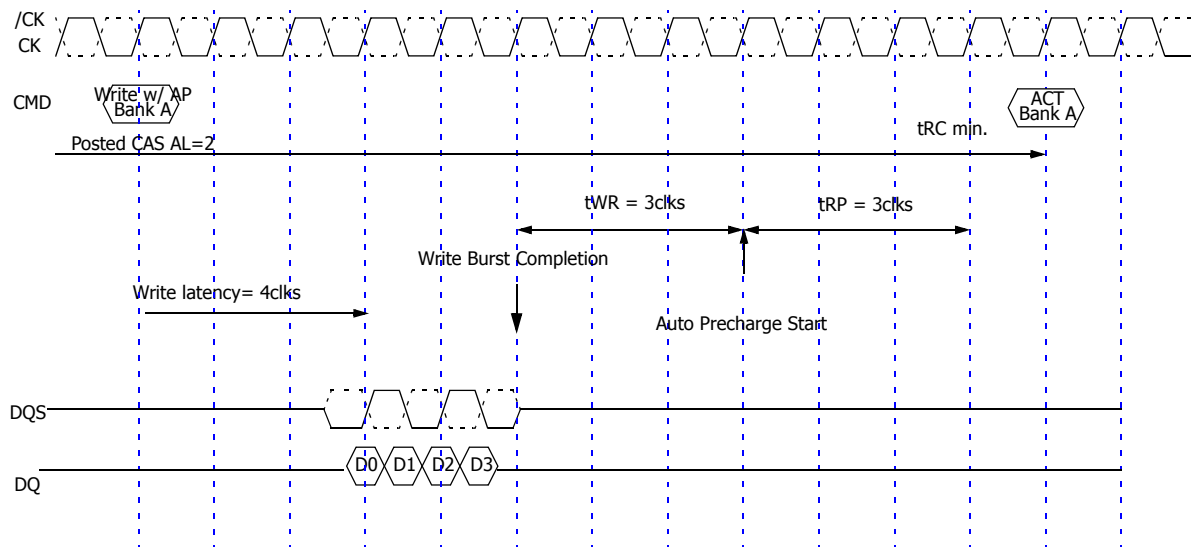 /CK
CK
CMD
Write w/ AP
Bank A
ACT
Bank A
Posted CAS AL=2
tRC min.
tWR = 3clks
tRP = 3clks
Write Burst Completion
Write latency= 4clks
Auto Precharge Start
DQS
DQ
D0
D1
D2
D3